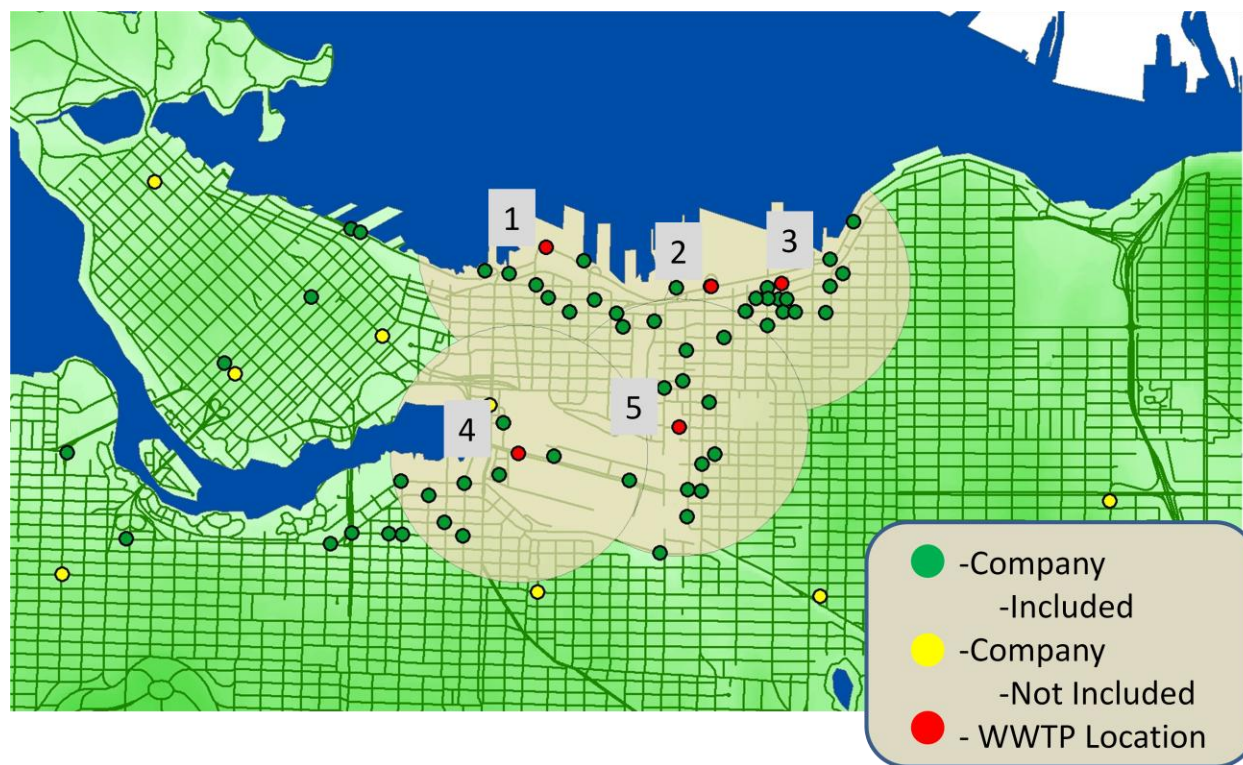 1
2
3
4
5
-Company
-Included
-Company
-Not Included
- WWTP Location